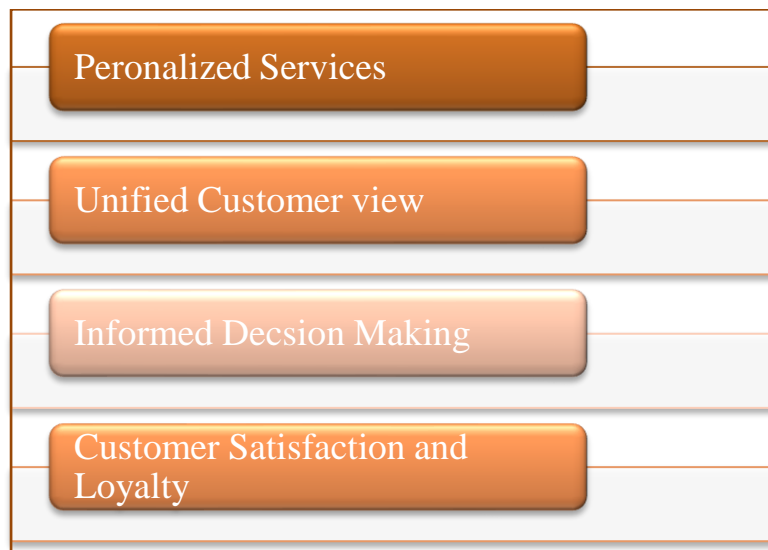 Peronalized Services
Unified Customer view
Informed Decsion Making
Customer Satisfaction and
Loyalty